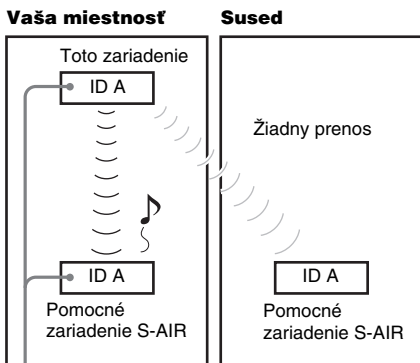 Vaša miestnosť
Sused
Toto zariadenie
ID A
Žiadny prenos
ID A
Pomocné
zariadenie S-AIR
ID A
Pomocné
zariadenie S-AIR